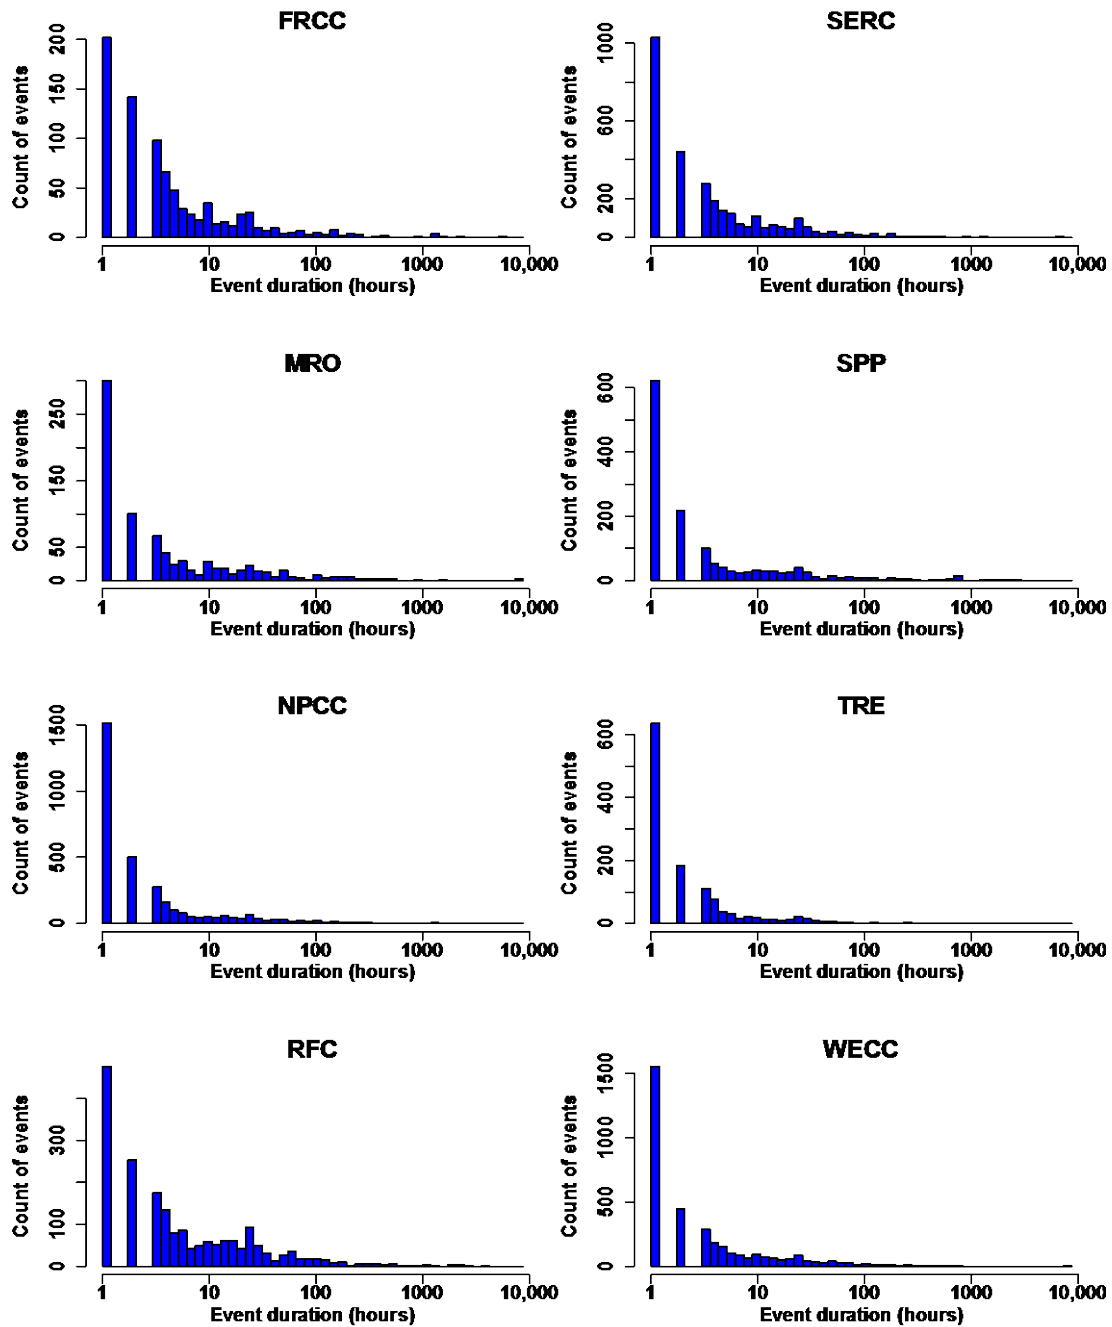 FRCC
Count of events
0 50 100 150 200
1 10 100 1000 10,000
Event duration (hours)
SERC
Count of events
0 200 600 1000
1 10 100 1000 10,000
Event duration (hours)
MRO
Count of events
0 50 150 250
1 10 100 1000 10,000
Event duration (hours)
SPP
Count of events
0 200 400 600
1 10 100 1000 10,000
Event duration (hours)
NPCC
Count of events
0 500 1000 1500
1 10 100 1000 10,000
Event duration (hours)
TRE
Count of events
0 200 400 600
1 10 100 1000 10,000
Event duration (hours)
RFC
Count of events
0 100 300
1 10 100 1000 10,000
Event duration (hours)
WECC
Count of events
0 500 1000 1500
1 10 100 1000 10,000
Event duration (hours)